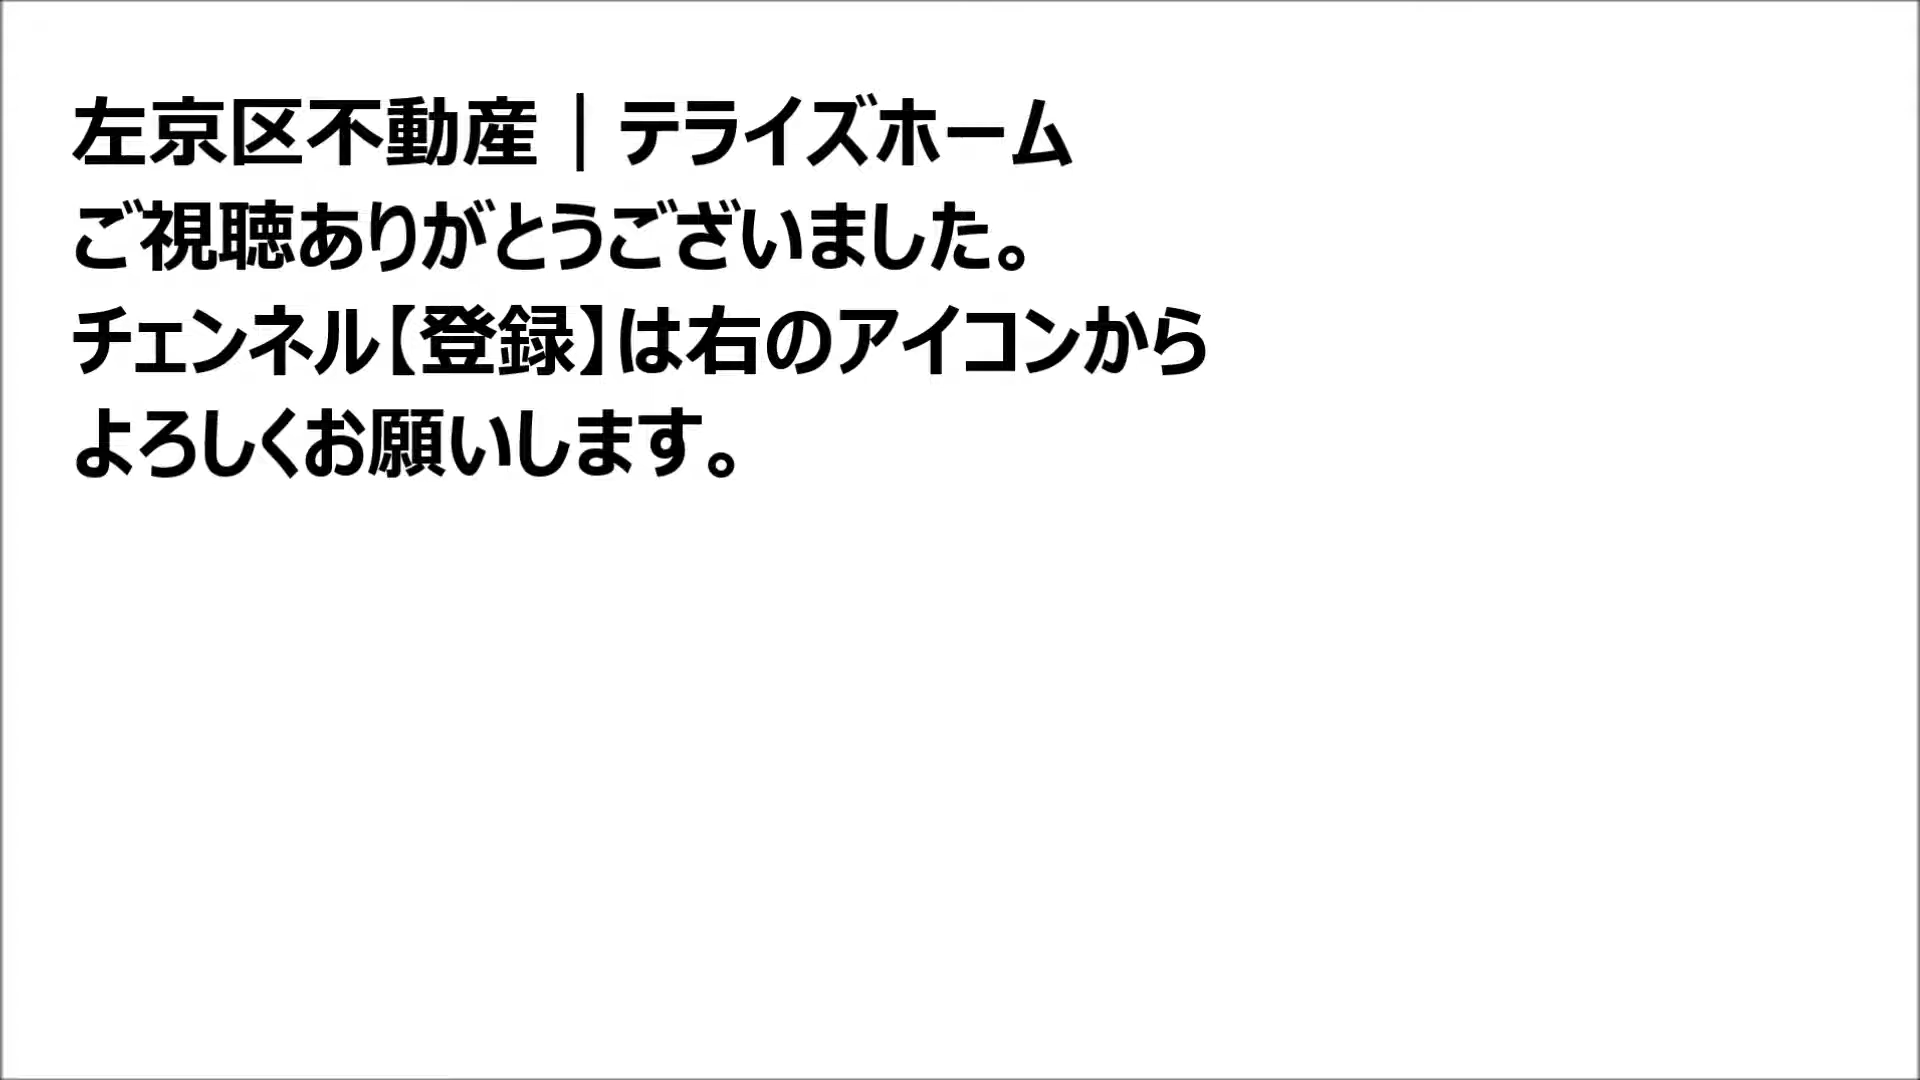 左京区不動産｜テライズホーム
ご視聴ありがとうございました。
チェンネル【登録】は右のアイコンから
よろしくお願いします。